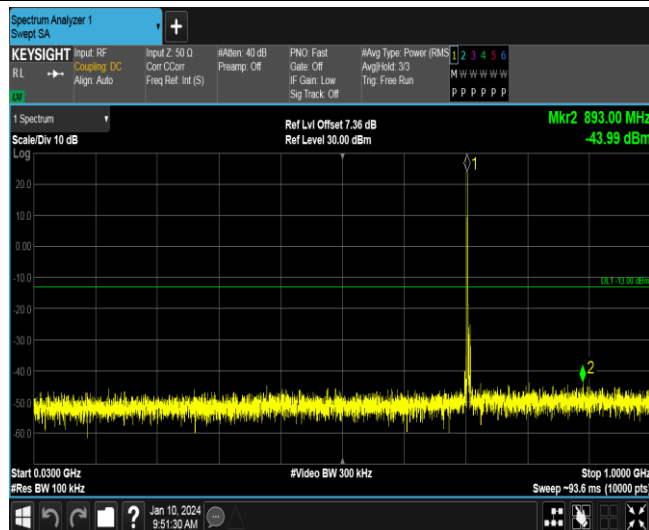 Spectrum Analyzer 1
Swept SA
+
KEYSIGHT
RL
LV
Input: RF
Coupling: DC
Align: Auto
Input Z: 50 Ω
Corr CCorr
Freq Ref: Int (S)
#Atten: 40 dB
Preamp: Off
PNO: Fast
Gate: Off
IF Gain: Low
Sig Track: Off
#Avg Type: Power (RMS
Avg|Hold: 3/3
Trig: Free Run
1 2 3 4 5 6
M W W W W W
P P P P P P
1 Spectrum
Scale/Div 10 dB
Ref Lvl Offset 7.36 dB
Ref Level 30.00 dBm
Mkr2 893.00 MHz
-43.99 dBm
Log
1
20.0
10.0
0.00
-10.0
DL1 -13.00 dBm
-20.0
-30.0
-40.0
2
-50.0
-60.0
Start 0.0300 GHz
#Res BW 100 kHz
#Video BW 300 kHz
Stop 1.0000 GHz
Sweep ~93.6 ms (10000 pts)
?
Jan 10, 2024
9:51:30 AM